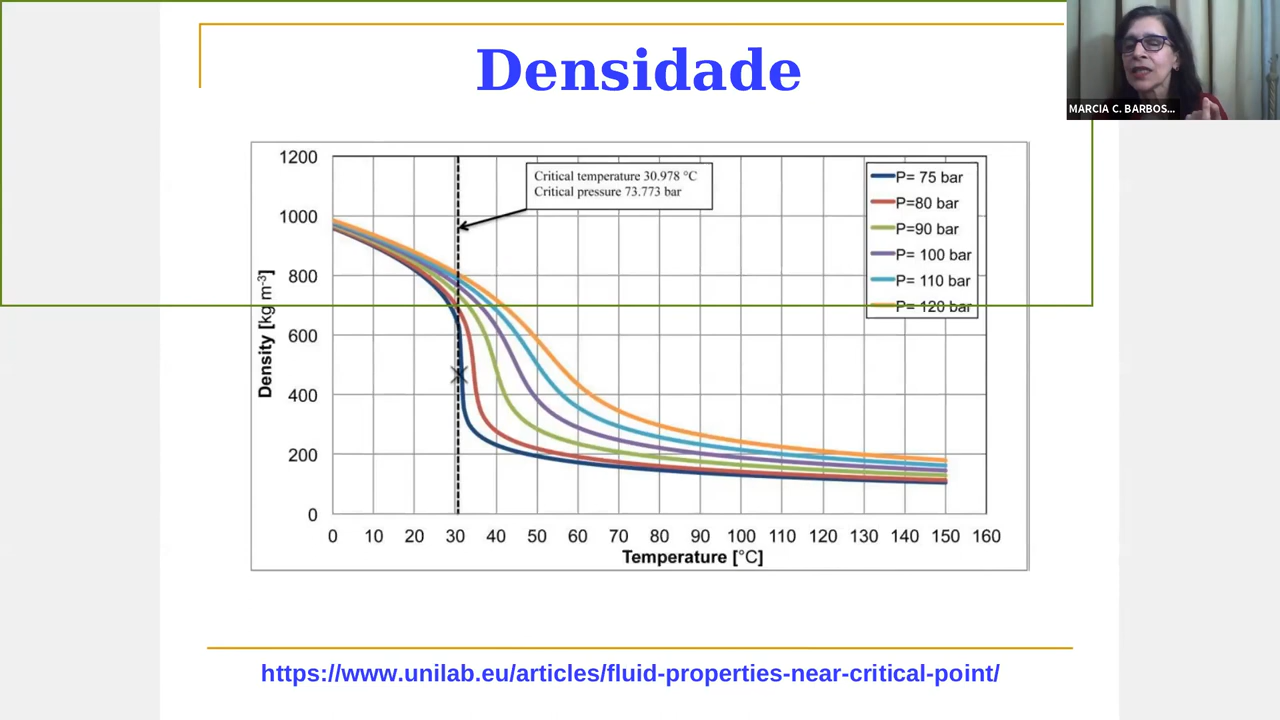 Densidade
MARCIA C. BARBOS...
1200
1000
800
600
400
200
0
Density [kg m⁻³]
Critical temperature 30.978 °C
Critical pressure 73.773 bar
P= 75 bar
P=80 bar
P=90 bar
P= 100 bar
P= 110 bar
P= 120 bar
0 10 20 30 40 50 60 70 80 90 100 110 120 130 140 150 160
Temperature [°C]
https://www.unilab.eu/articles/fluid-properties-near-critical-point/